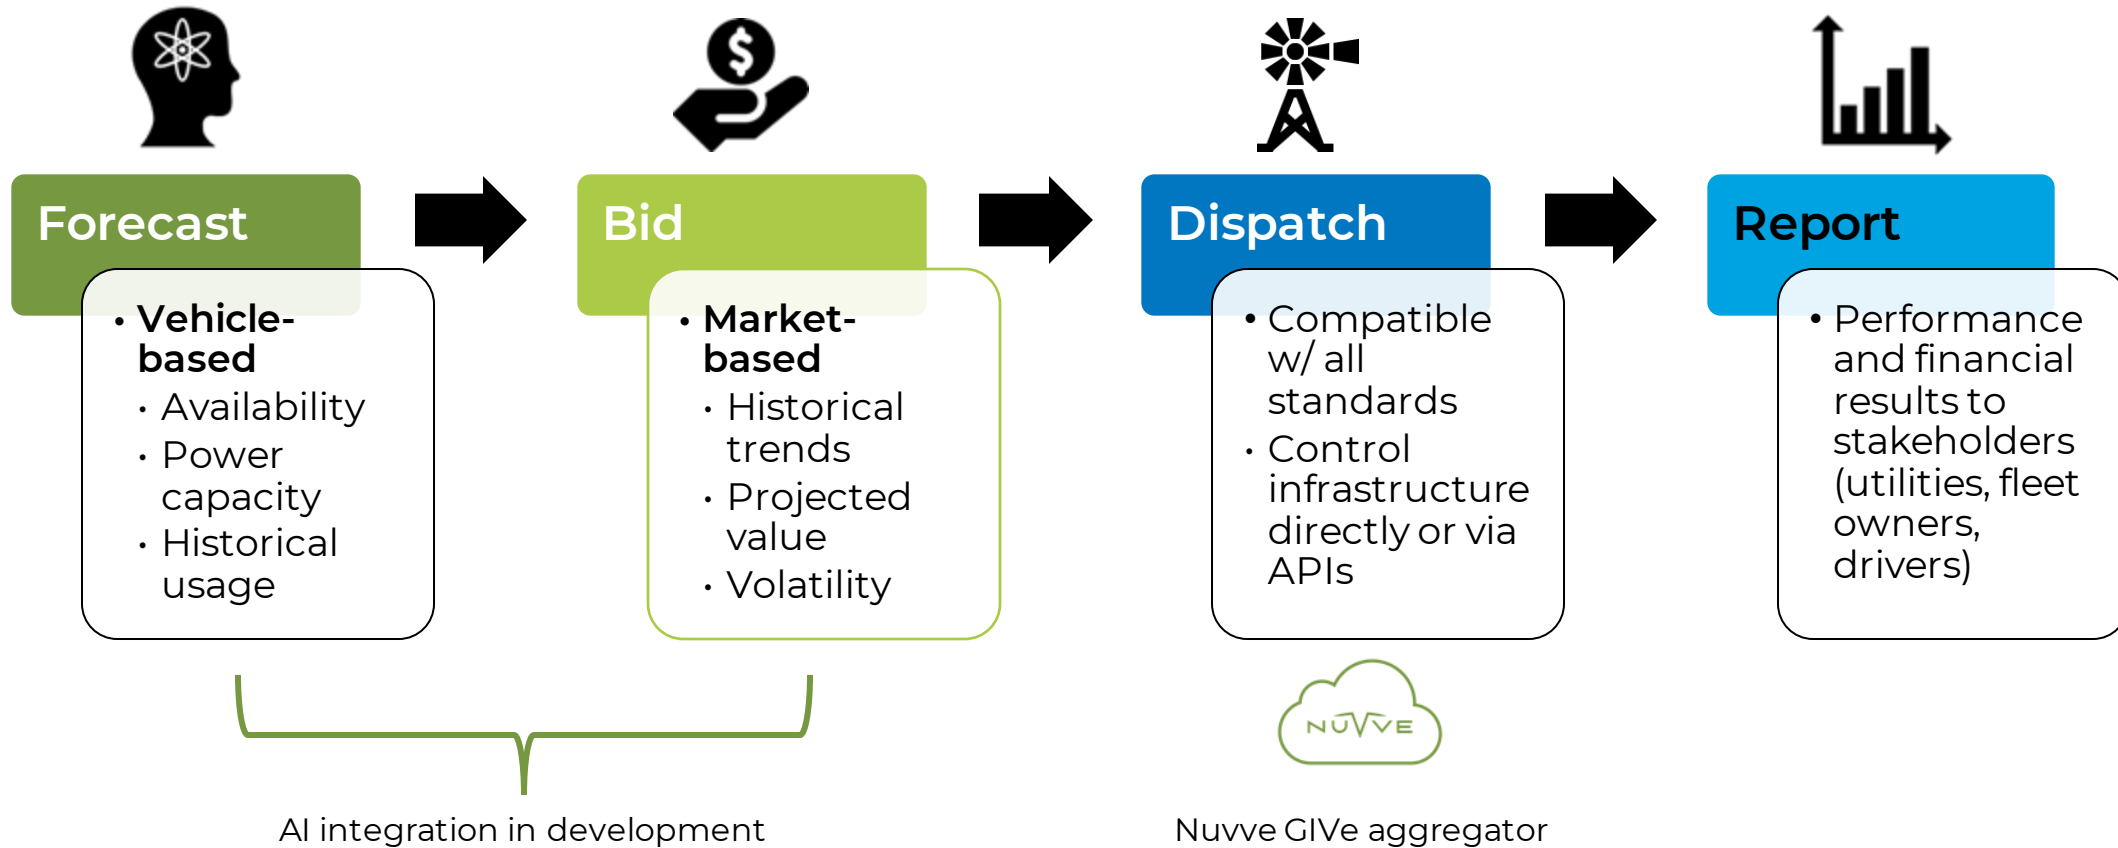 Forecast
• Vehicle-
based
• Availability
• Power
capacity
• Historical
usage
Bid
• Market-
based
• Historical
trends
• Projected
value
• Volatility
Dispatch
• Compatible
w/ all
standards
• Control
infrastructure
directly or via
APIs
Report
• Performance
and financial
results to
stakeholders
(utilities, fleet
owners,
drivers)
$
AI integration in development
NUVVE
Nuvve GIVe aggregator